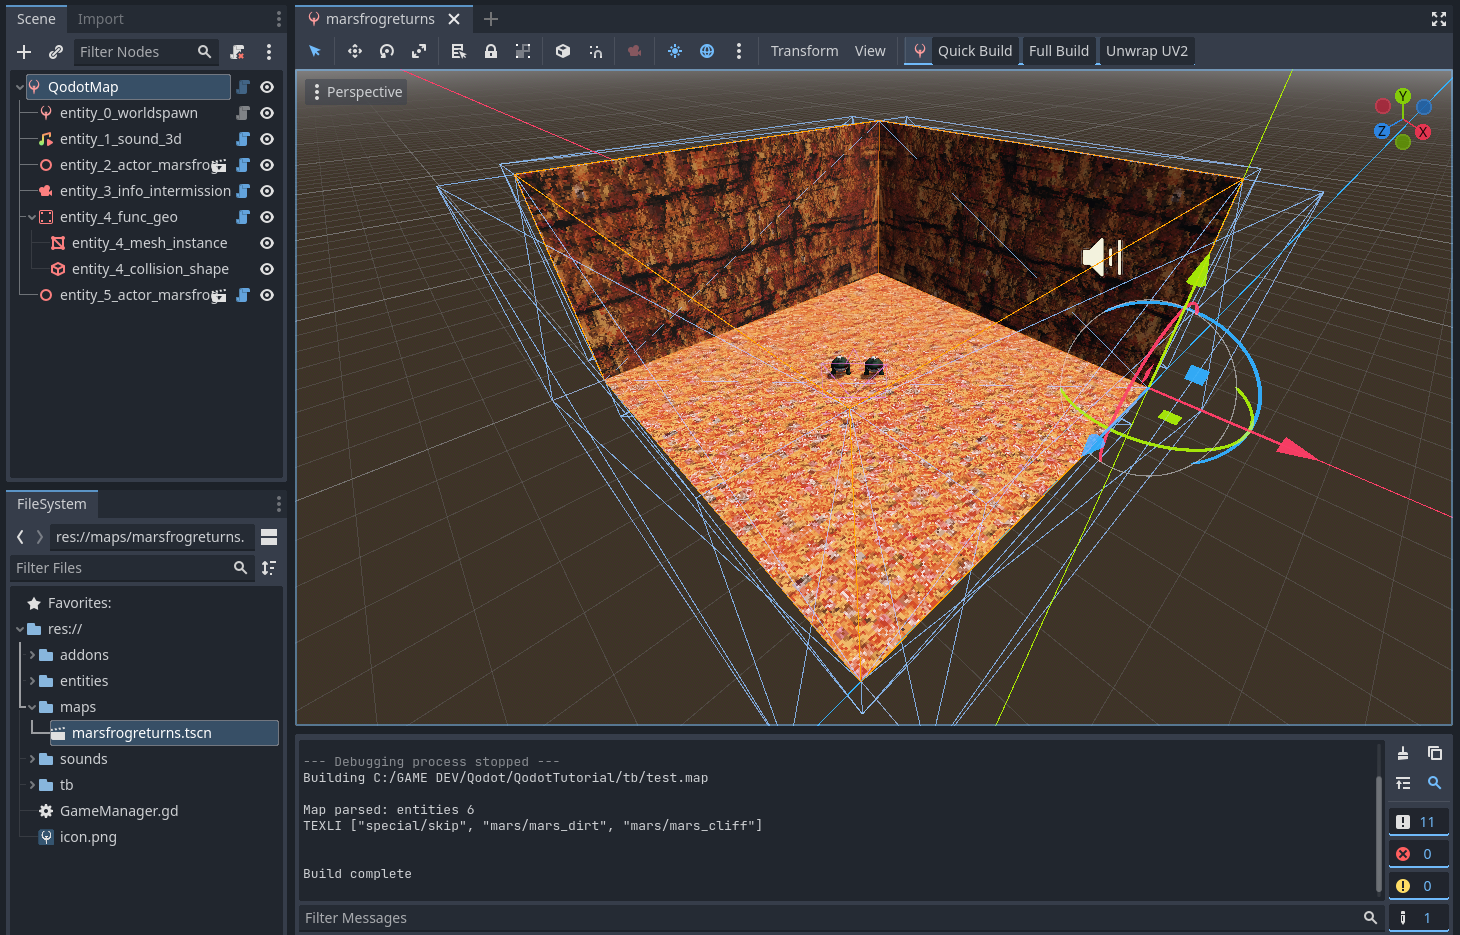 Scene
Import
Filter Nodes
QodotMap
entity_0_worldspawn
entity_1_sound_3d
entity_2_actor_marsfrog
entity_3_info_intermission
entity_4_func_geo
entity_4_mesh_instance
entity_4_collision_shape
entity_5_actor_marsfrog
FileSystem
res://maps/marsfrogreturns.
Filter Files
Favorites:
res://
addons
entities
maps
marsfrogreturns.tscn
sounds
tb
GameManager.gd
icon.png
marsfrogreturns
Transform View Quick Build Full Build Unwrap UV2
Perspective
Y
Z
X
--- Debugging process stopped ---
Building C:/GAME DEV/Qodot/QodotTutorial/tb/test.map
Map parsed: entities 6
TEXLI ["special/skip", "mars/mars_dirt", "mars/mars_cliff"]
Build complete
Filter Messages
11
0
0
1